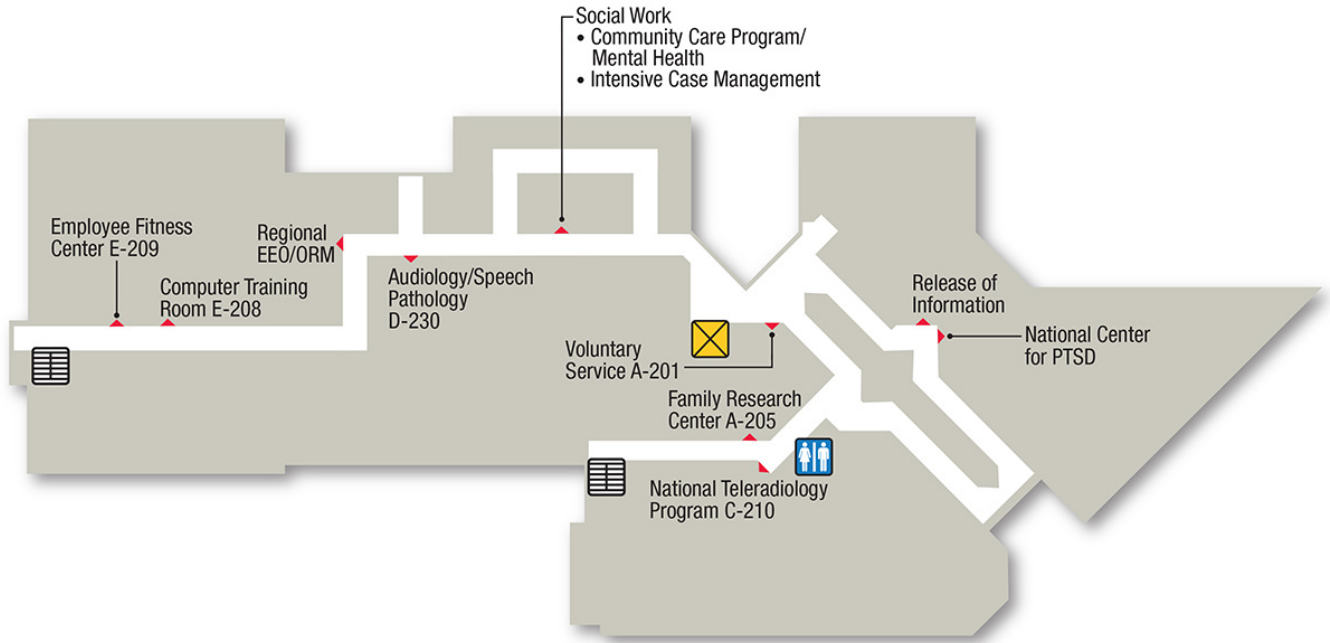 Social Work
• Community Care Program/
Mental Health
• Intensive Case Management
Employee Fitness
Center E-209
Computer Training
Room E-208
Regional
EEO/ORM
Audiology/Speech
Pathology
D-230
Voluntary
Service A-201
Release of
Information
National Center
for PTSD
Family Research
Center A-205
National Teleradiology
Program C-210